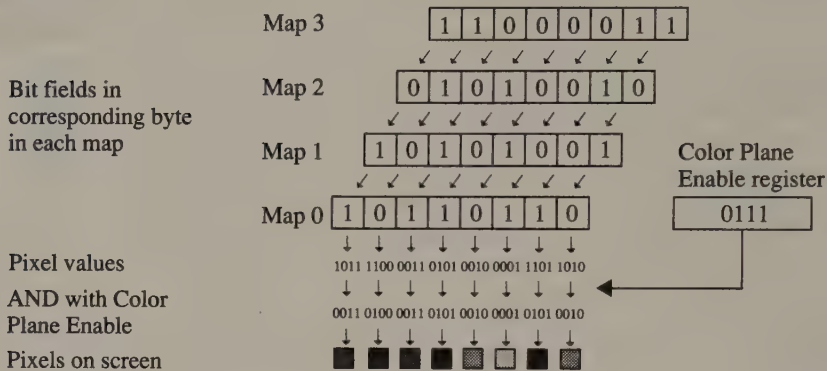 Map 3 1 1 0 0 0 0 1 1
Bit fields in
corresponding byte
in each map
Map 2 0 1 0 1 0 0 1 0
Map 1 1 0 1 0 1 0 0 1
Color Plane
Enable register
Map 0 1 0 1 1 0 1 1 0
0111
Pixel values
1011 1100 0011 0101 0010 0001 1101 1010
AND with Color
Plane Enable
0011 0100 0011 0101 0010 0001 0101 0010
Pixels on screen